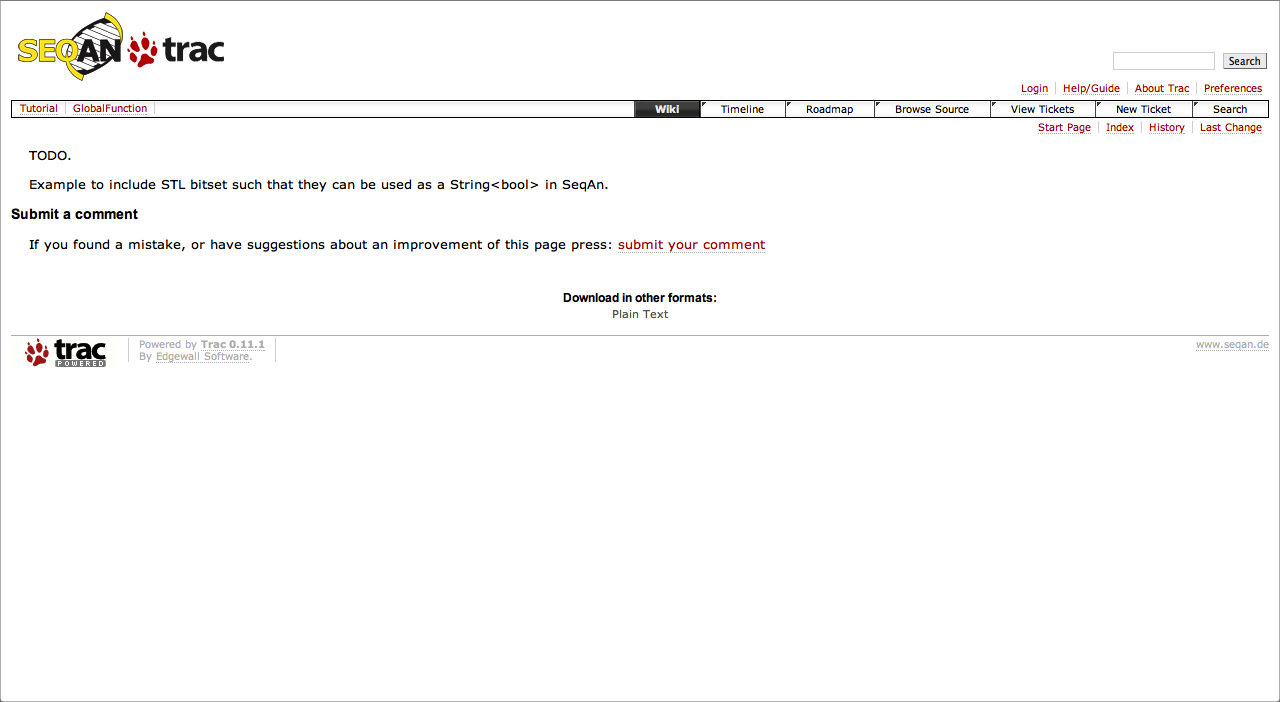 SEQAN trac
Search
Login Help/Guide About Trac Preferences
Tutorial GlobalFunction Wiki Timeline Roadmap Browse Source View Tickets New Ticket Search
Start Page Index History Last Change
TODO.
Example to include STL bitset such that they can be used as a String<bool> in SeqAn.
Submit a comment
If you found a mistake, or have suggestions about an improvement of this page press: submit your comment
Download in other formats:
Plain Text
trac POWERED
Powered by Trac 0.11.1
By Edgewall Software.
www.seqan.de